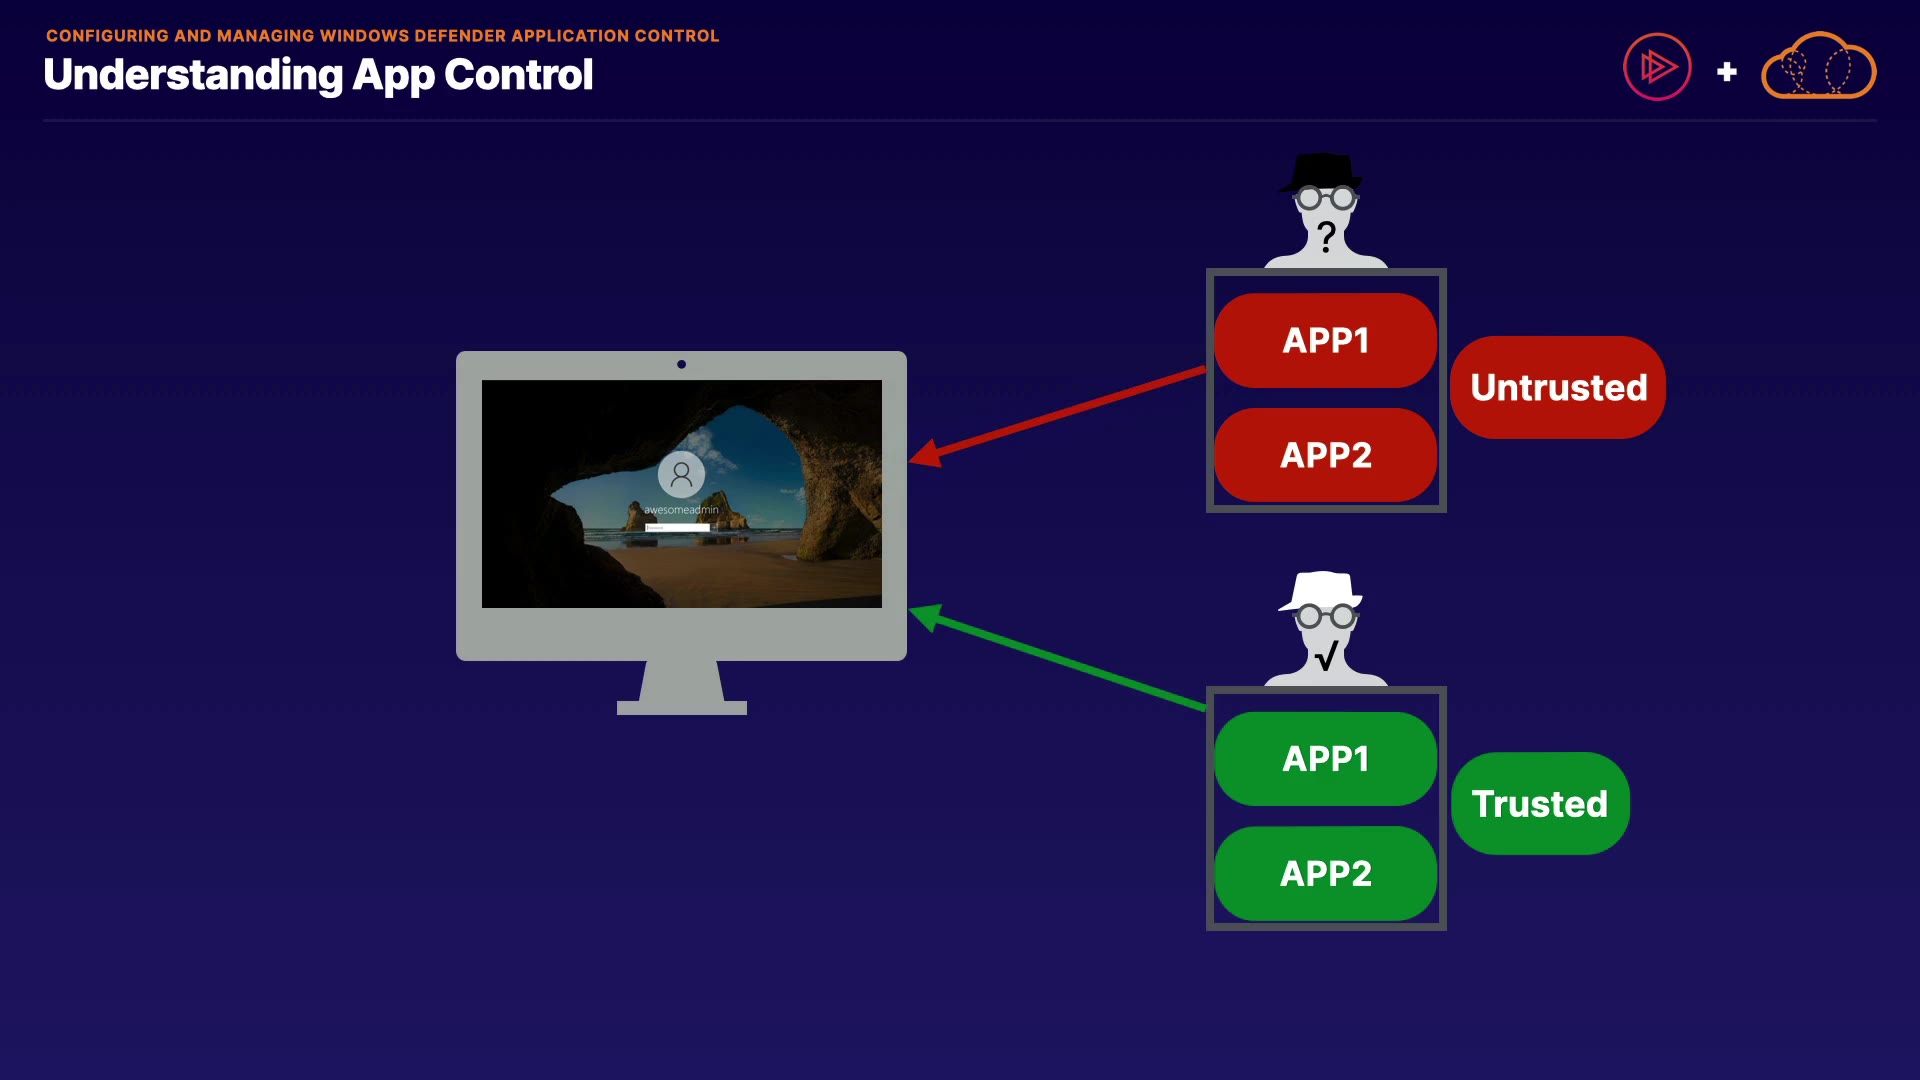 CONFIGURING AND MANAGING WINDOWS DEFENDER APPLICATION CONTROL
Understanding App Control
?
APP1
APP2
Untrusted
awesomeadmin
√
APP1
APP2
Trusted